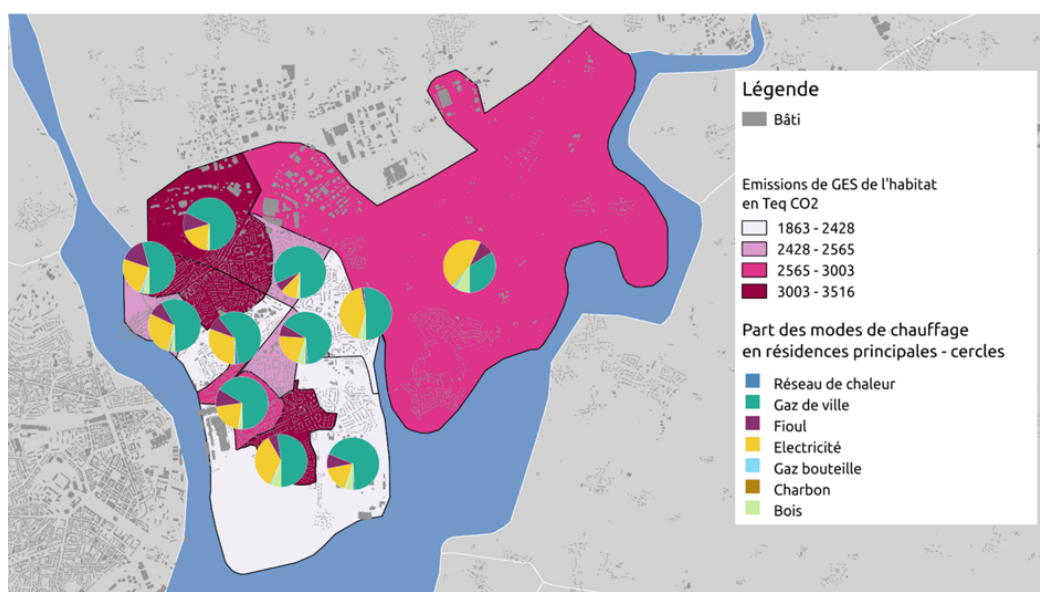 Légende
Bâti
Emissions de GES de l'habitat
en Teq CO2
1863 - 2428
2428 - 2565
2565 - 3003
3003 - 3516
Part des modes de chauffage
en résidences principales - cercles
Réseau de chaleur
Gaz de ville
Fioul
Electricité
Gaz bouteille
Charbon
Bois